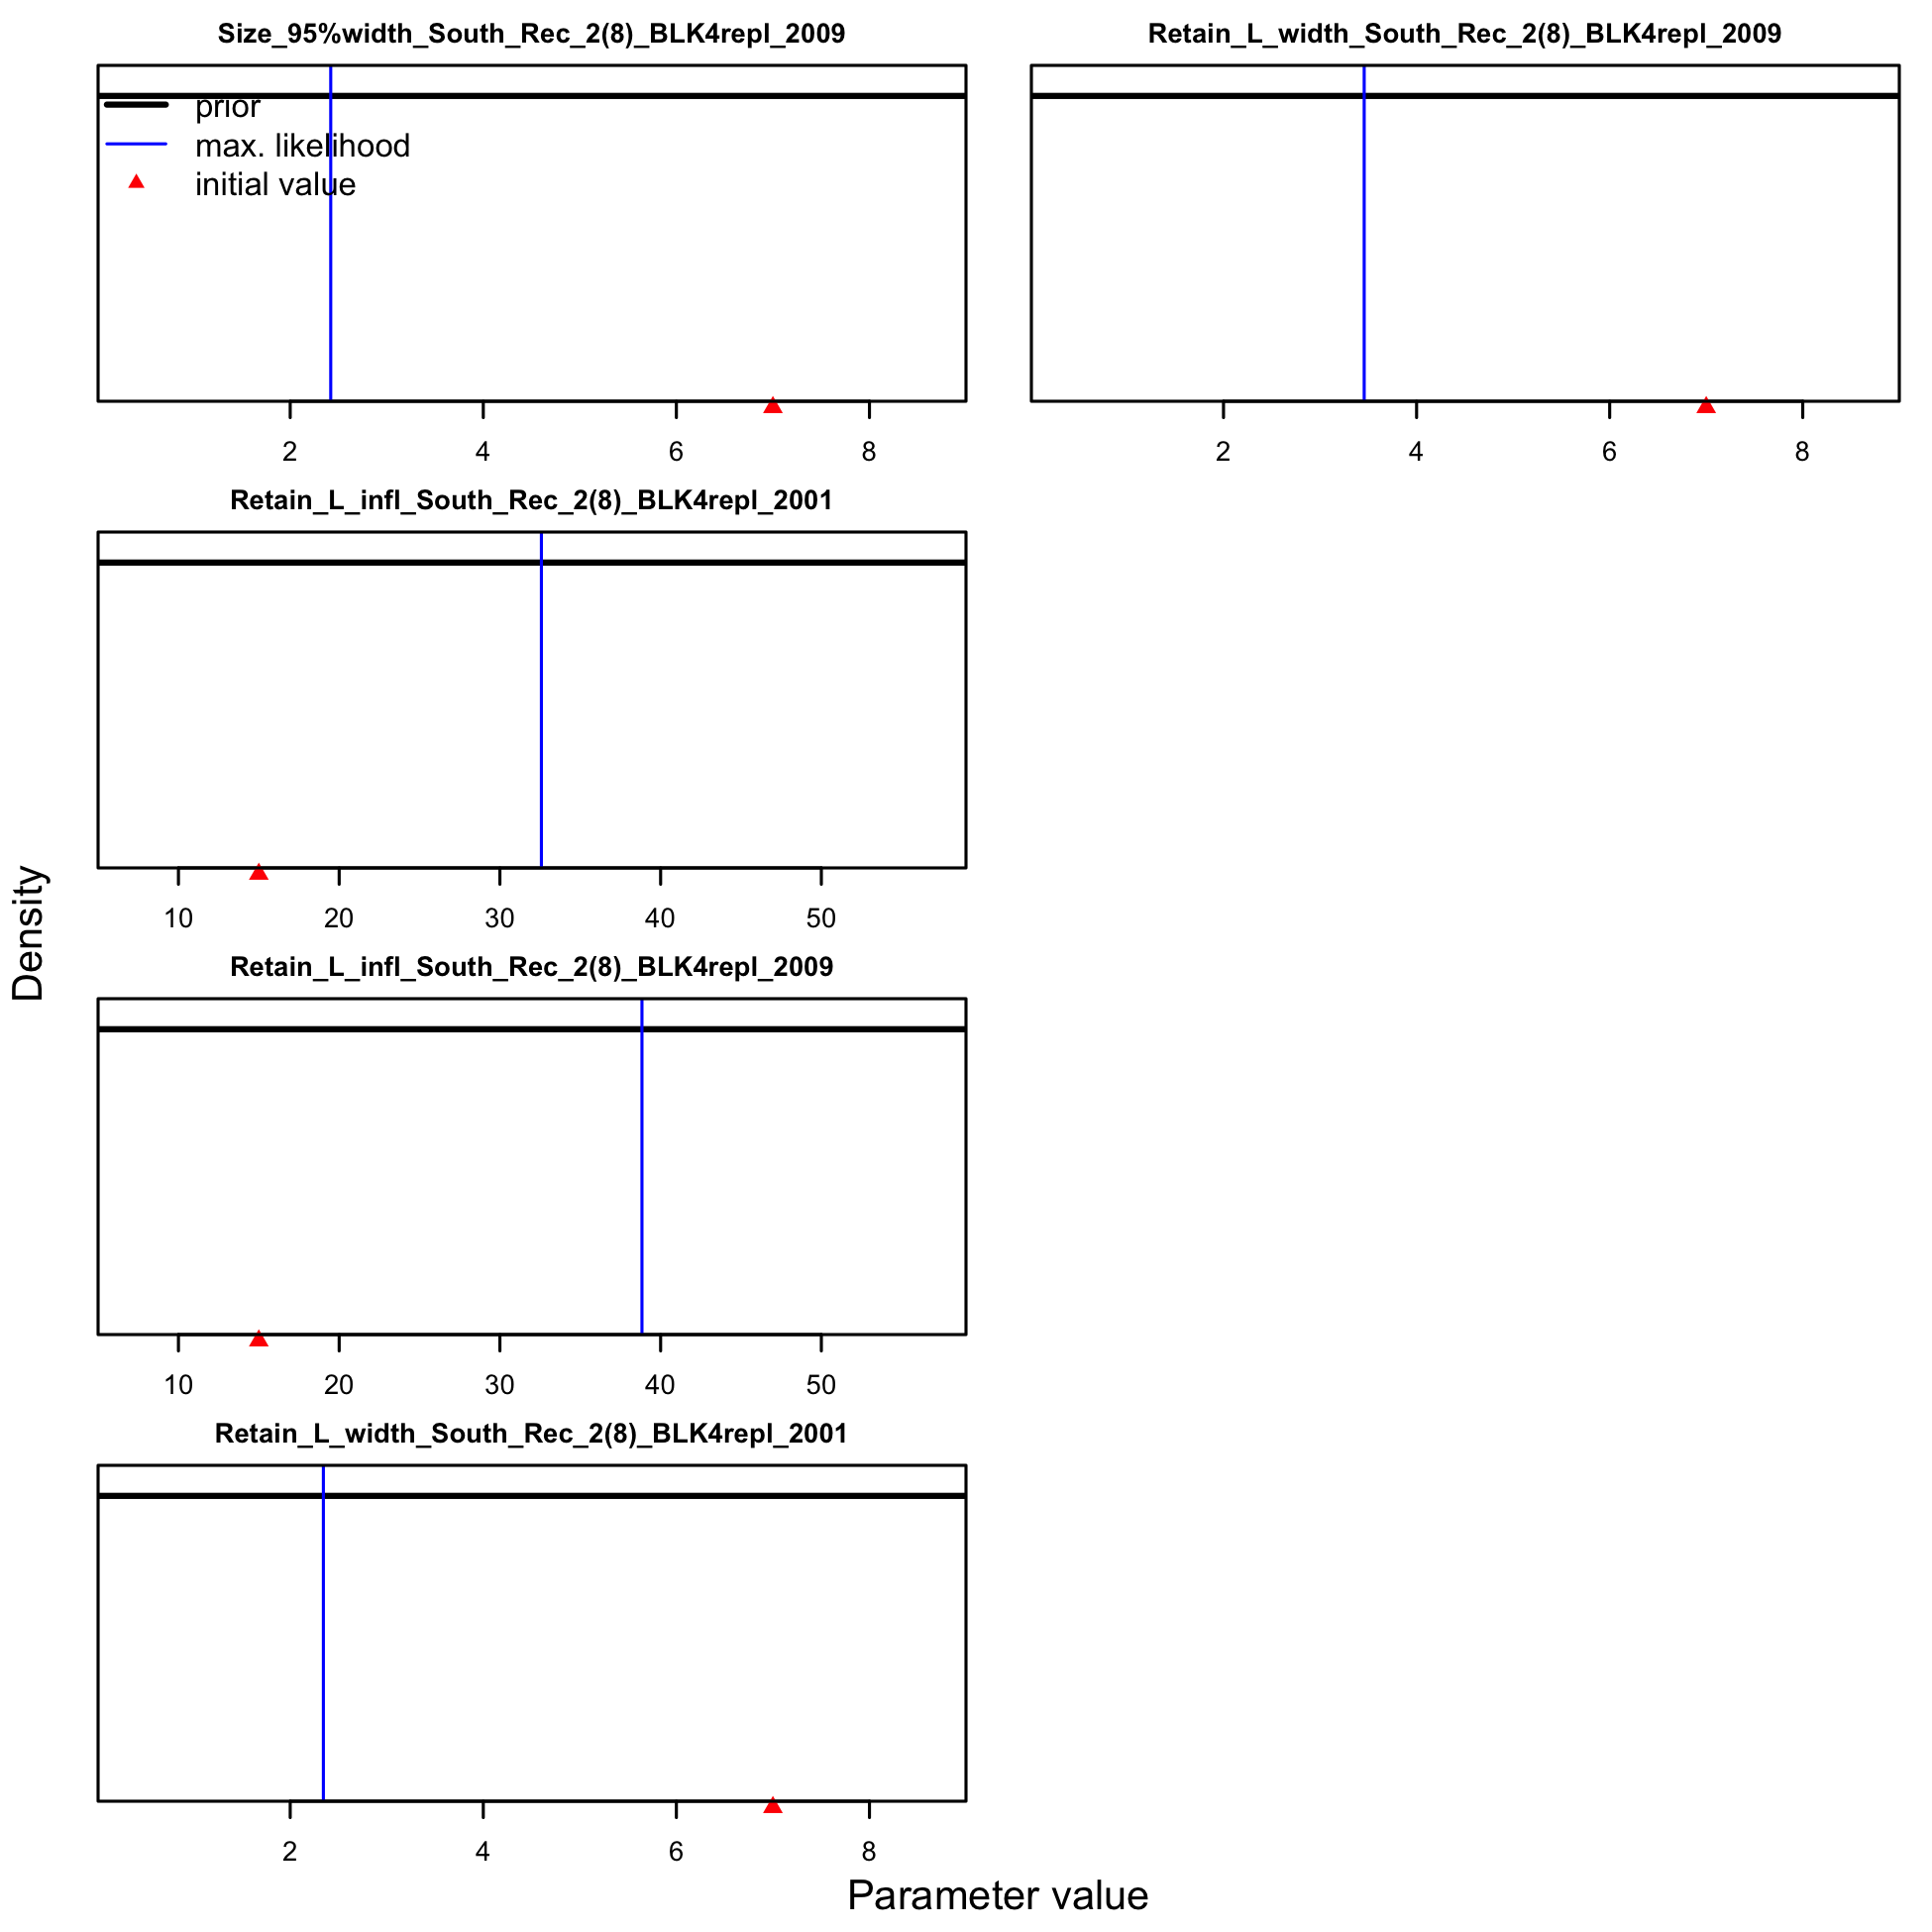 Size_95%width_South_Rec_2(8)_BLK4repl_2009
prior
max. likelihood
initial value
2 4 6 8
Retain_L_width_South_Rec_2(8)_BLK4repl_2009
2 4 6 8
Retain_L_infl_South_Rec_2(8)_BLK4repl_2001
10 20 30 40 50
Retain_L_infl_South_Rec_2(8)_BLK4repl_2009
10 20 30 40 50
Retain_L_width_South_Rec_2(8)_BLK4repl_2001
2 4 6 8
Density
Parameter value